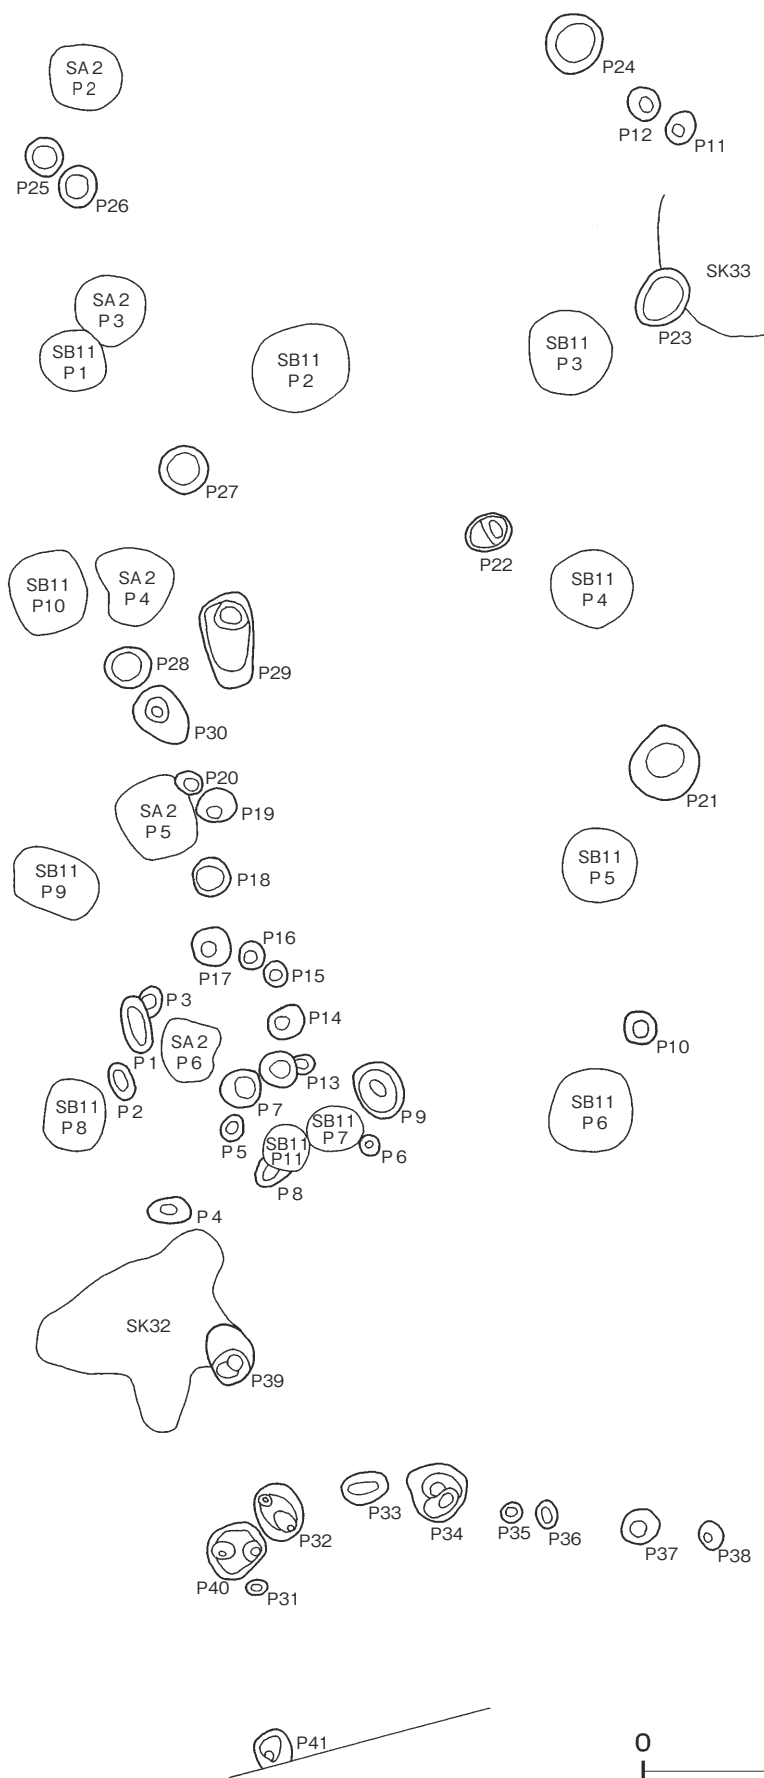 SA2
P2
P24
P12
P11
P25
P26
SK33
SA2
P3
SB11
P1
SB11
P2
SB11
P3
P23
P27
P22
SB11
P10
SA2
P4
SB11
P4
P28
P29
P30
P20
P19
SA2
P5
P21
SB11
P9
P18
SB11
P5
P16
P17
P15
P3
P14
P1
SA2
P6
P10
P13
P2
P7
P9
SB11
P8
SB11
P7
SB11
P6
P5
SB11
P11
P6
P8
P4
SK32
P39
P33
P34
P35
P36
P32
P37
P38
P40
P31
P41
0